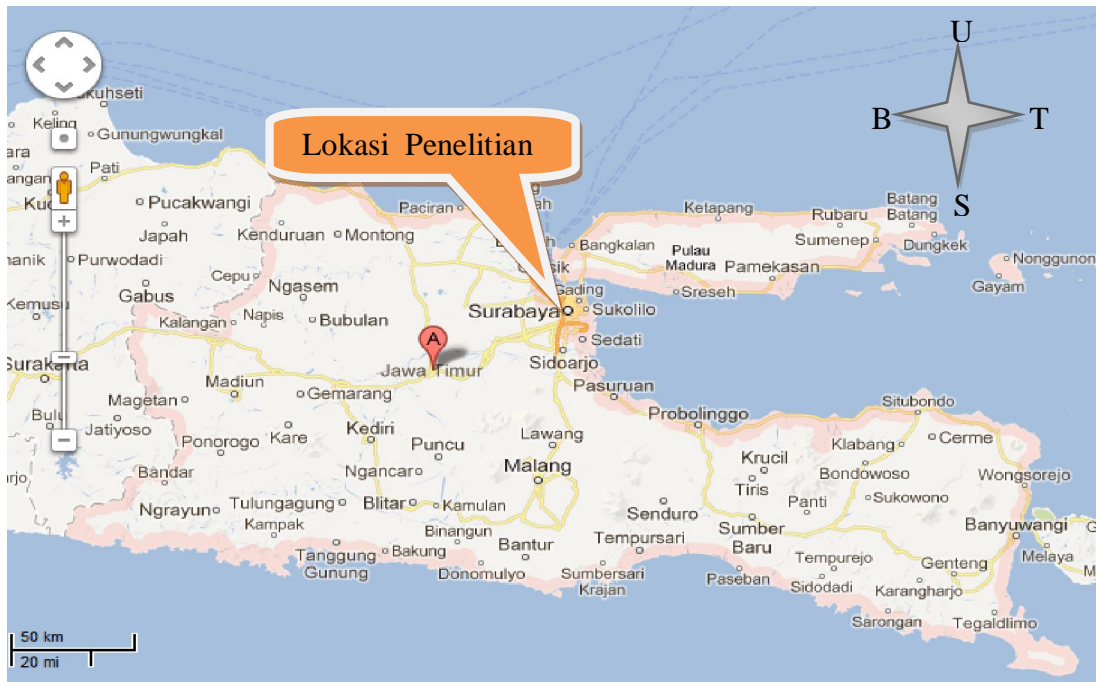 U
B
T
S
Lokasi Penelitian
Keling
Gunungwungkal
Pati
Pucakwangi
Japah
Kenduruan
Montong
Paciran
Purwodadi
Cepu
Gabus
Ngasem
Kalangan
Napis
Bubulan
Bangkalan
Ketapang
Rubaru
Batang
Batang
Sumenep
Dungkek
Pulau
Madura
Pamekasan
Sreseh
Nonggunon
Gayam
Gading
Surabaya
Sukolilo
Sedati
Sidoarjo
A
Jawa Timur
Surakarta
Madiun
Gemarang
Magetan
Jatiyoso
Ponorogo
Kare
Kediri
Puncu
Lawang
Pasuruan
Probolinggo
Situbondo
Klabang
Cerme
Bandar
Ngancar
Malang
Krucil
Bondowoso
Wongsorejo
Tiris
Panti
Sukowono
Ngrayun
Tulungagung
Blitar
Kamulan
Senduro
Sumber
Baru
Banyuwangi
Kampak
Binangun
Bantur
Tempursari
Tempurejo
Genteng
Melaya
Tanggung
Gunung
Bakung
Donomulyo
Sumbersari
Krajan
Paseban
Sidodadi
Karangharjo
Sarongan
Tegaldlimo
50 km
20 mi